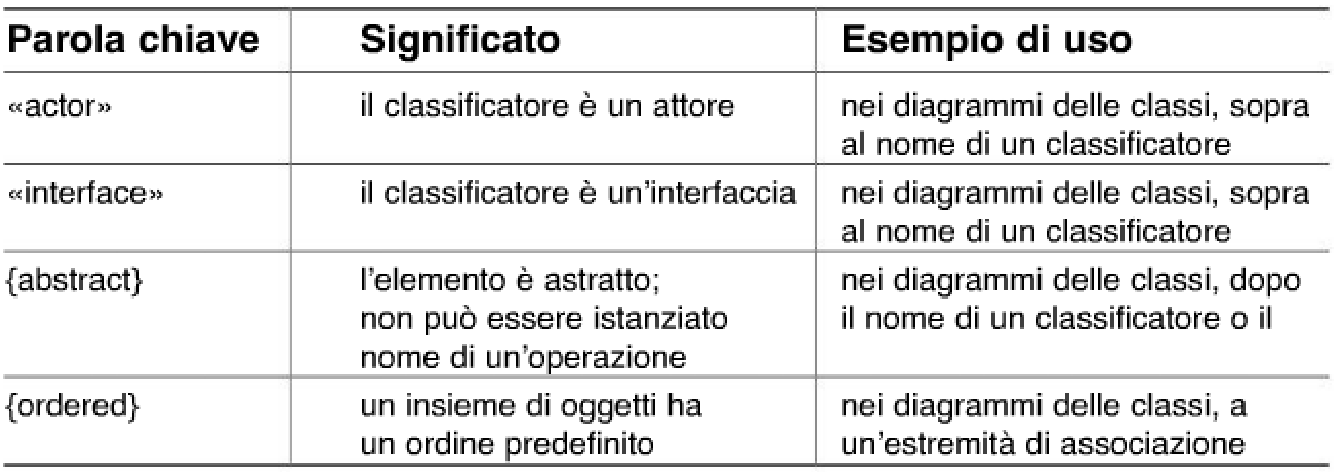 Parola chiave Significato Esempio di uso
«actor» il classificatore è un attore nei diagrammi delle classi, sopra
al nome di un classificatore
«interface» il classificatore è un'interfaccia nei diagrammi delle classi, sopra
al nome di un classificatore
{abstract} l'elemento è astratto; nei diagrammi delle classi, dopo
non può essere istanziato il nome di un classificatore o il
nome di un'operazione
{ordered} un insieme di oggetti ha nei diagrammi delle classi, a
un ordine predefinito un'estremità di associazione